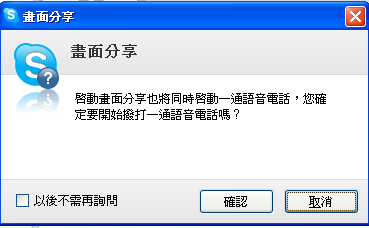 畫面分享
畫面分享
啓動畫面分享也將同時啓動一通語音電話，您確
定要開始撥打一通語音電話嗎？
以後不需再詢問
確認
取消